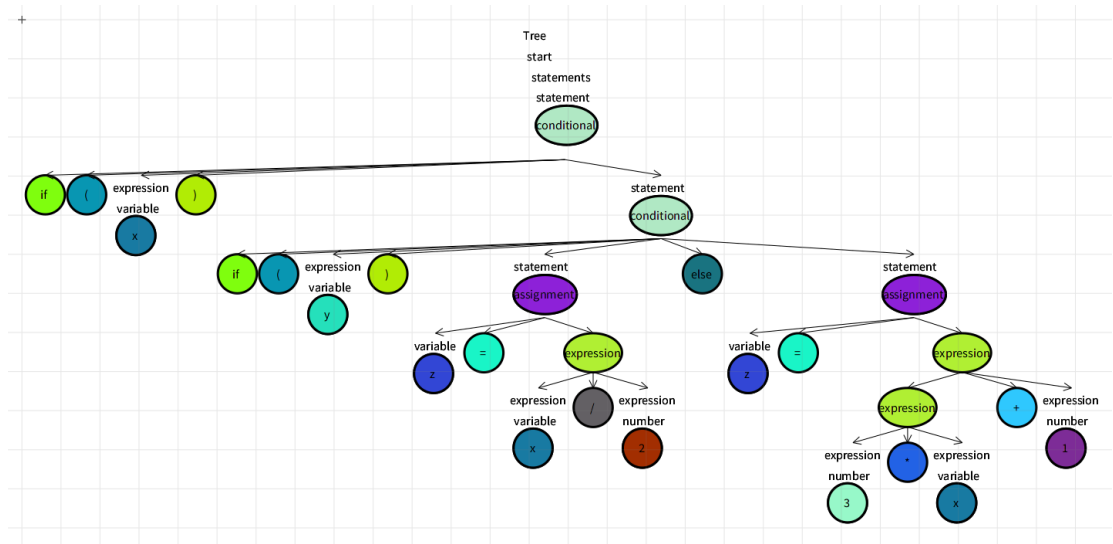 Tree
start
statements
statement
conditional
if ( expression ) statement
variable conditional
x
if ( expression ) statement else statement
variable assignment assignment
y
variable = expression variable = expression
z z
expression / expression expression + expression
variable number number
x 2 1
expression * expression
number variable
3 x